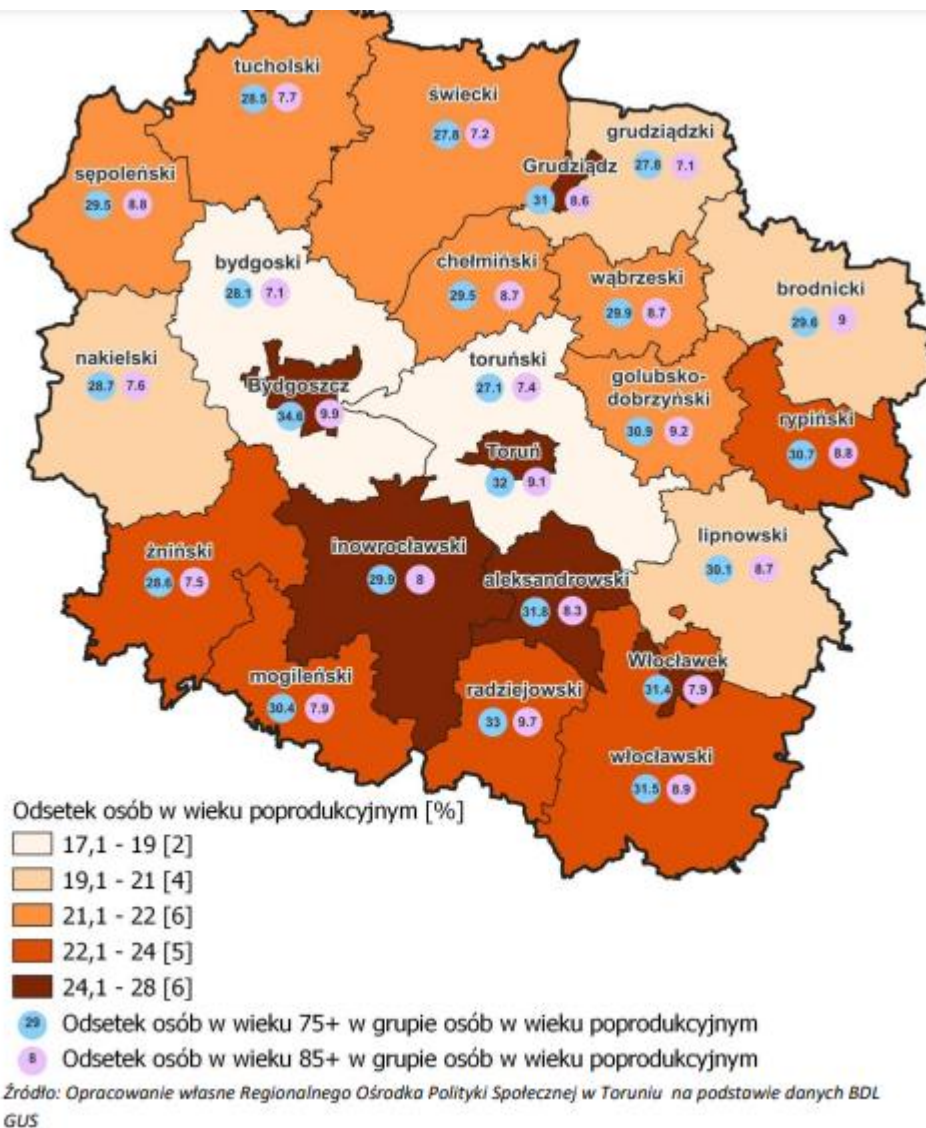 tucholski
28.5 7.7
świecki
27.8 7.2
grudziądzki
27.8 7.1
Grudziądz
31 8.6
sępoleński
29.5 8.8
bydgoski
28.1 7.1
chełmiński
29.5 8.7
wąbrzeski
29.9 8.7
brodnicki
29.6 9
nakielski
28.7 7.6
Bydgoszcz
34.6 9.9
toruński
27.1 7.4
golubsko-
dobrzyński
30.9 9.2
rypiński
30.7 8.8
Toruń
32 9.1
żniński
28.6 7.5
inowrocławski
29.9 8
aleksandrowski
31.8 8.3
lipnowski
30.1 8.7
mogileński
30.4 7.9
radziejowski
33 9.7
Włocławek
31.4 7.9
włocławski
31.5 8.9
Odsetek osób w wieku poprodukcyjnym [%]
17,1 - 19 [2]
19,1 - 21 [4]
21,1 - 22 [6]
22,1 - 24 [5]
24,1 - 28 [6]
29 Odsetek osób w wieku 75+ w grupie osób w wieku poprodukcyjnym
8 Odsetek osób w wieku 85+ w grupie osób w wieku poprodukcyjnym
Źródło: Opracowanie własne Regionalnego Ośrodka Polityki Społecznej w Toruniu na podstawie danych BDL
GUS